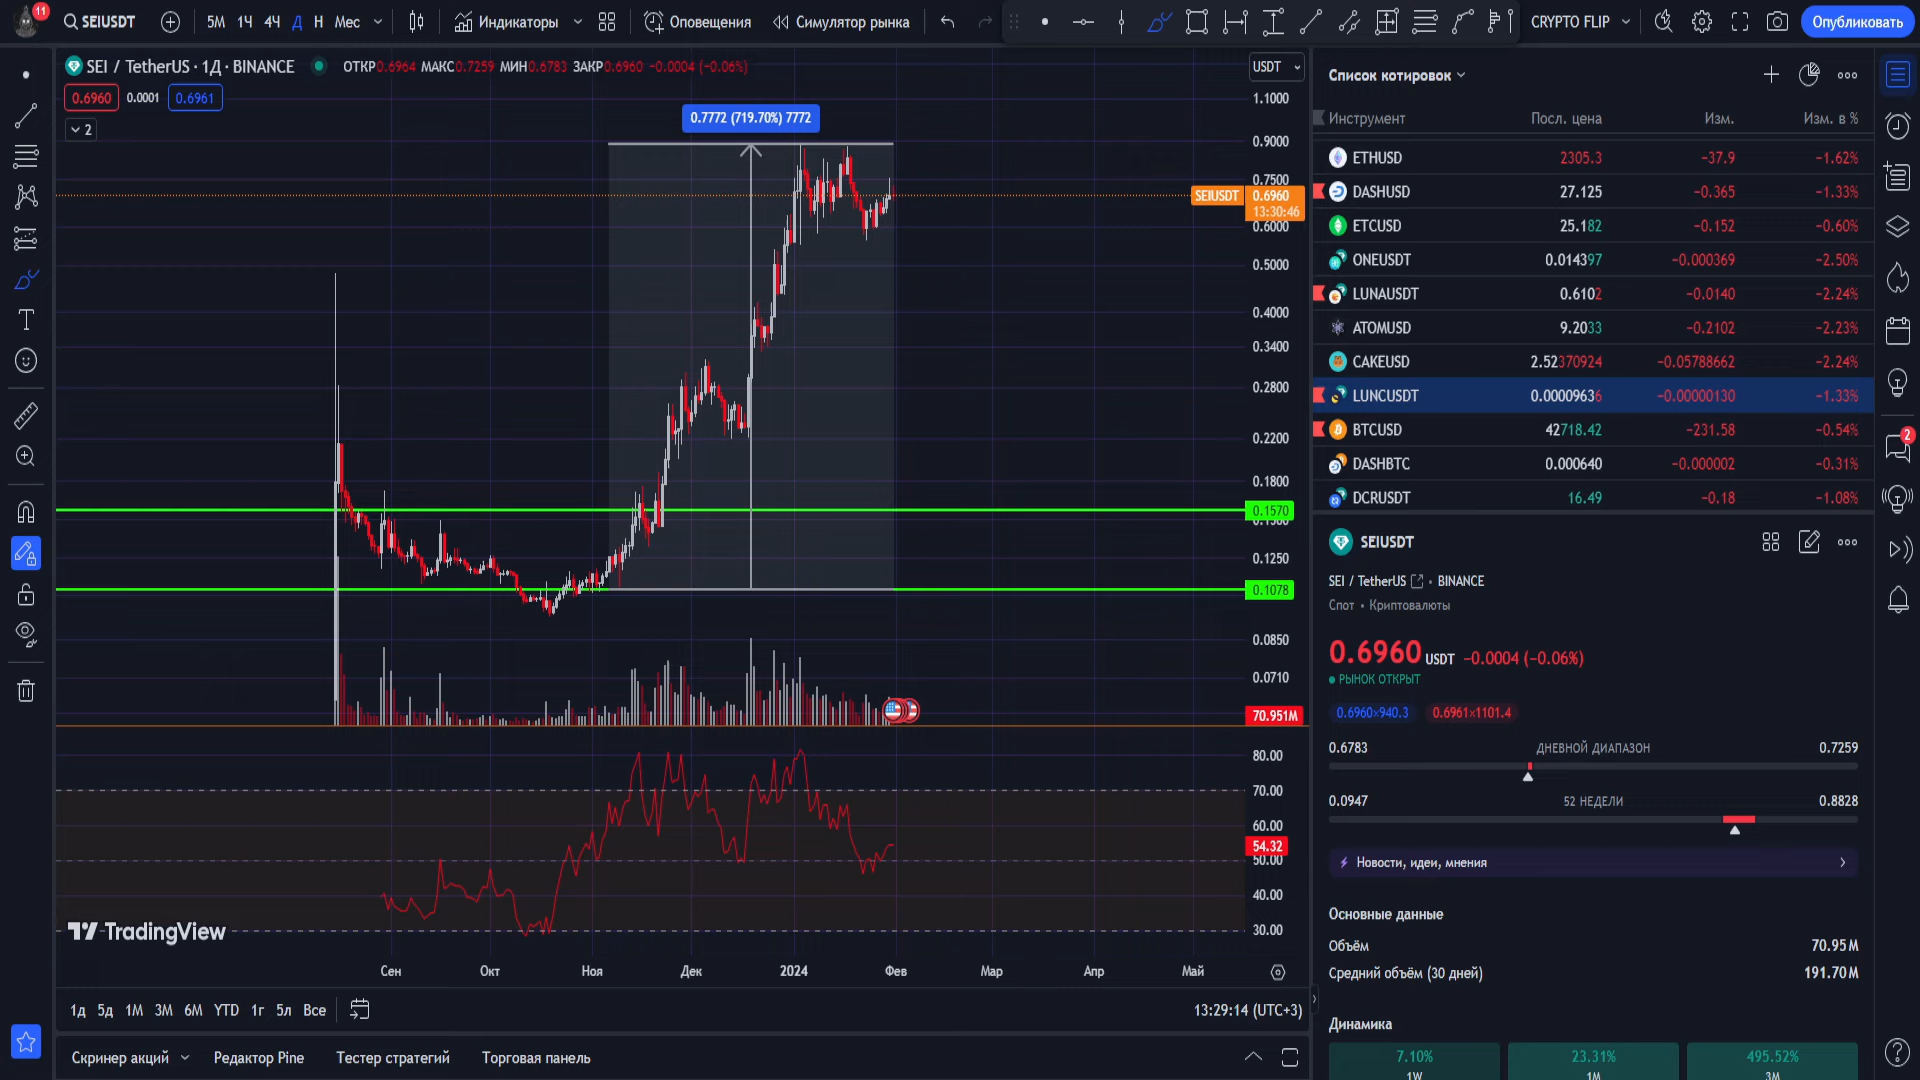 11
SEIUSDT
5М 1Ч 4Ч Д Н Мес
Индикаторы
Оповещения
Симулятор рынка
CRYPTO FLIP
Опубликовать
SEI / TetherUS · 1Д · BINANCE
ОТКР0.6964 МАКС0.7259 МИН0.6783 ЗАКР0.6960 −0.0004 (−0.06%)
0.6960 0.0001 0.6961
2
USDT
0.7772 (719.70%) 7772
1.1000
0.9000
0.7500
SEIUSDT 0.6960
13:30:46
0.6000
0.5000
0.4000
0.3400
0.2800
0.2200
0.1800
0.1570
0.1500
0.1250
0.1078
0.0850
0.0710
70.951M
80.00
70.00
60.00
54.32
50.00
40.00
30.00
TradingView
Сен Окт Ноя Дек 2024 Фев Мар Апр Май
1д 5д 1М 3М 6М YTD 1г 5л Все
13:29:14 (UTC+3)
Скринер акций Редактор Pine Тестер стратегий Торговая панель
Список котировок
Инструмент Посл. цена Изм. Изм. в %
ETHUSD 2305.3 −37.9 −1.62%
DASHUSD 27.125 −0.365 −1.33%
ETCUSD 25.182 −0.152 −0.60%
ONEUSDT 0.014397 −0.000369 −2.50%
LUNAUSDT 0.6102 −0.0140 −2.24%
ATOMUSD 9.2033 −0.2102 −2.23%
CAKEUSD 2.52370924 −0.05788662 −2.24%
LUNCUSDT 0.00009636 −0.00000130 −1.33%
BTCUSD 42718.42 −231.58 −0.54%
DASHBTC 0.000640 −0.000002 −0.31%
DCRUSDT 16.49 −0.18 −1.08%
2
SEIUSDT
SEI / TetherUS • BINANCE
Спот • Криптовалюты
0.6960 USDT −0.0004 (−0.06%)
РЫНОК ОТКРЫТ
0.6960×940.3 0.6961×1101.4
0.6783 ДНЕВНОЙ ДИАПАЗОН 0.7259
0.0947 52 НЕДЕЛИ 0.8828
Новости, идеи, мнения
Основные данные
Объём 70.95M
Средний объём (30 дней) 191.70M
Динамика
7.10% 23.31% 495.52%
1W 1M 3M